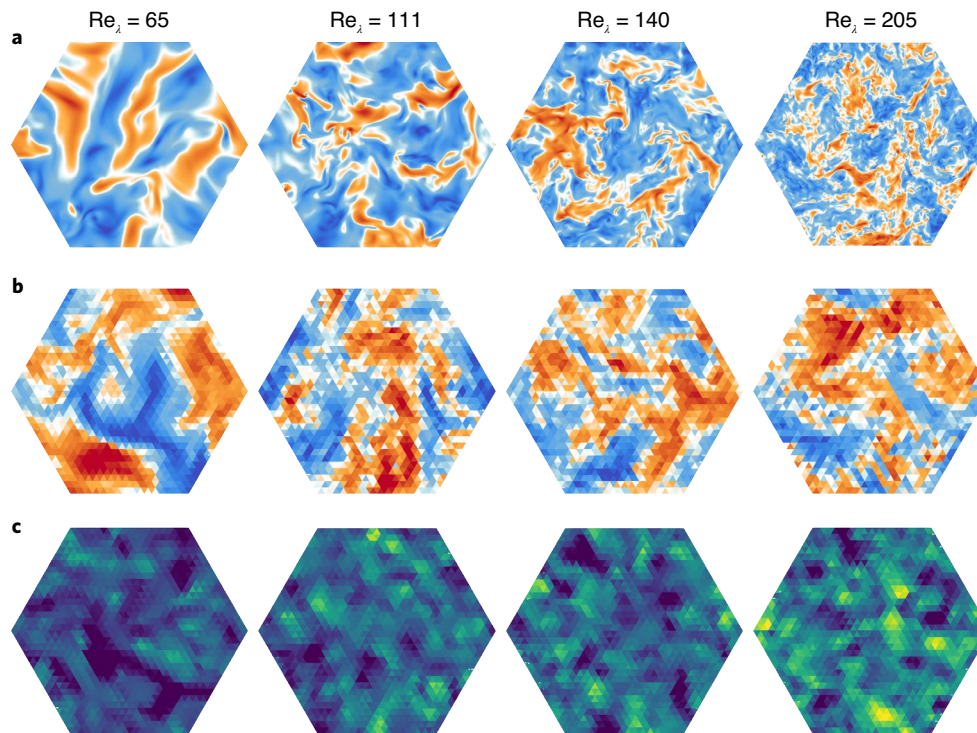 Re_λ = 65 Re_λ = 111 Re_λ = 140 Re_λ = 205
a
b
c